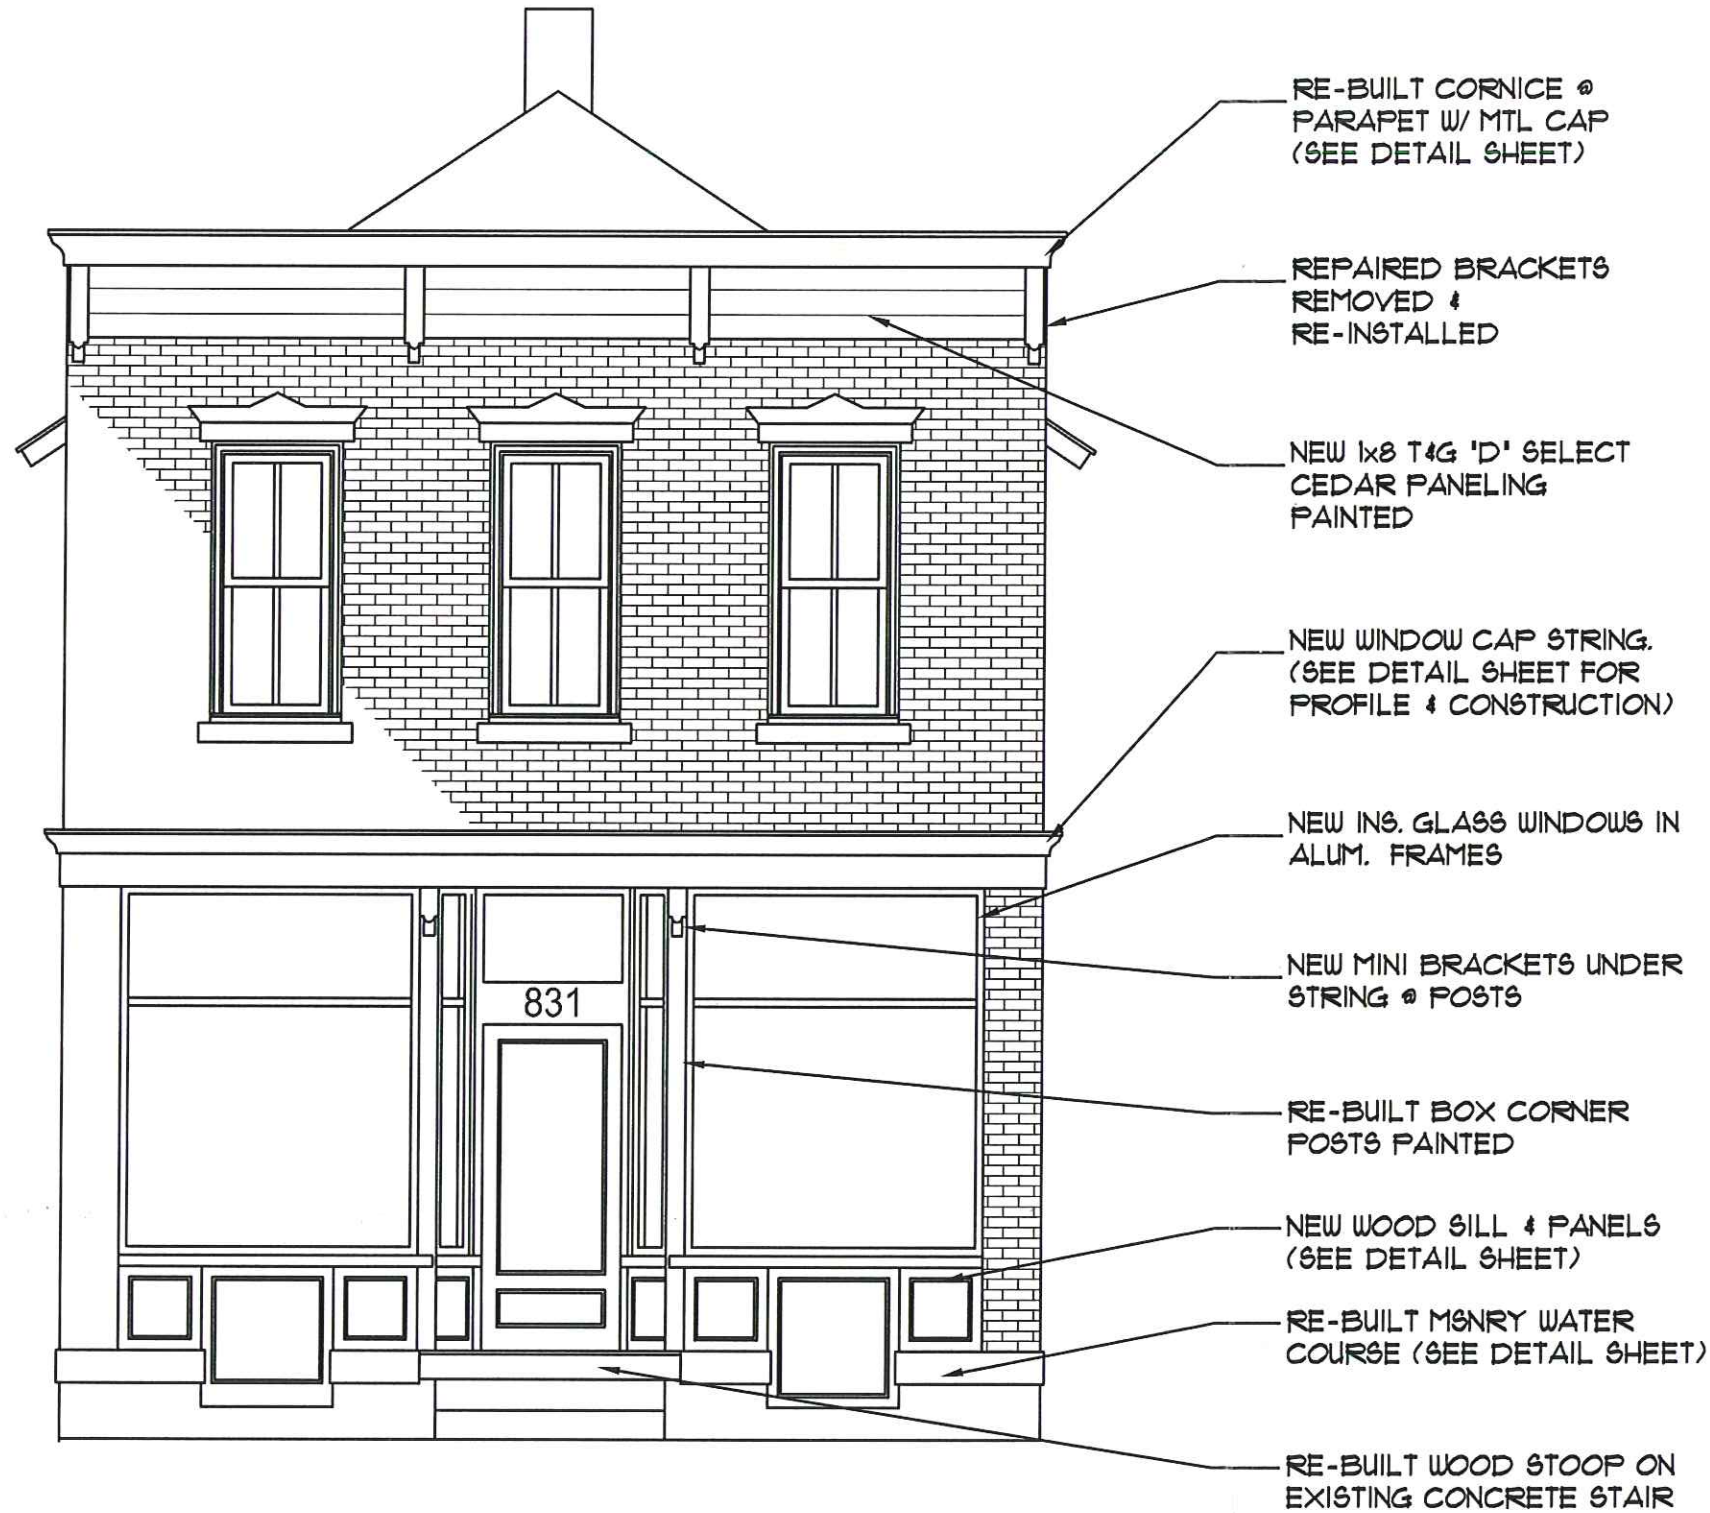 RE-BUILT CORNICE @
PARAPET W/ MTL CAP
(SEE DETAIL SHEET)
REPAIRED BRACKETS
REMOVED &
RE-INSTALLED
NEW 1x8 T&G "D" SELECT
CEDAR PANELING
PAINTED
NEW WINDOW CAP STRING.
(SEE DETAIL SHEET FOR
PROFILE & CONSTRUCTION)
NEW INS. GLASS WINDOWS IN
ALUM. FRAMES
NEW MINI BRACKETS UNDER
STRING @ POSTS
831
RE-BUILT BOX CORNER
POSTS PAINTED
NEW WOOD SILL & PANELS
(SEE DETAIL SHEET)
RE-BUILT MSNRY WATER
COURSE (SEE DETAIL SHEET)
RE-BUILT WOOD STOOP ON
EXISTING CONCRETE STAIR